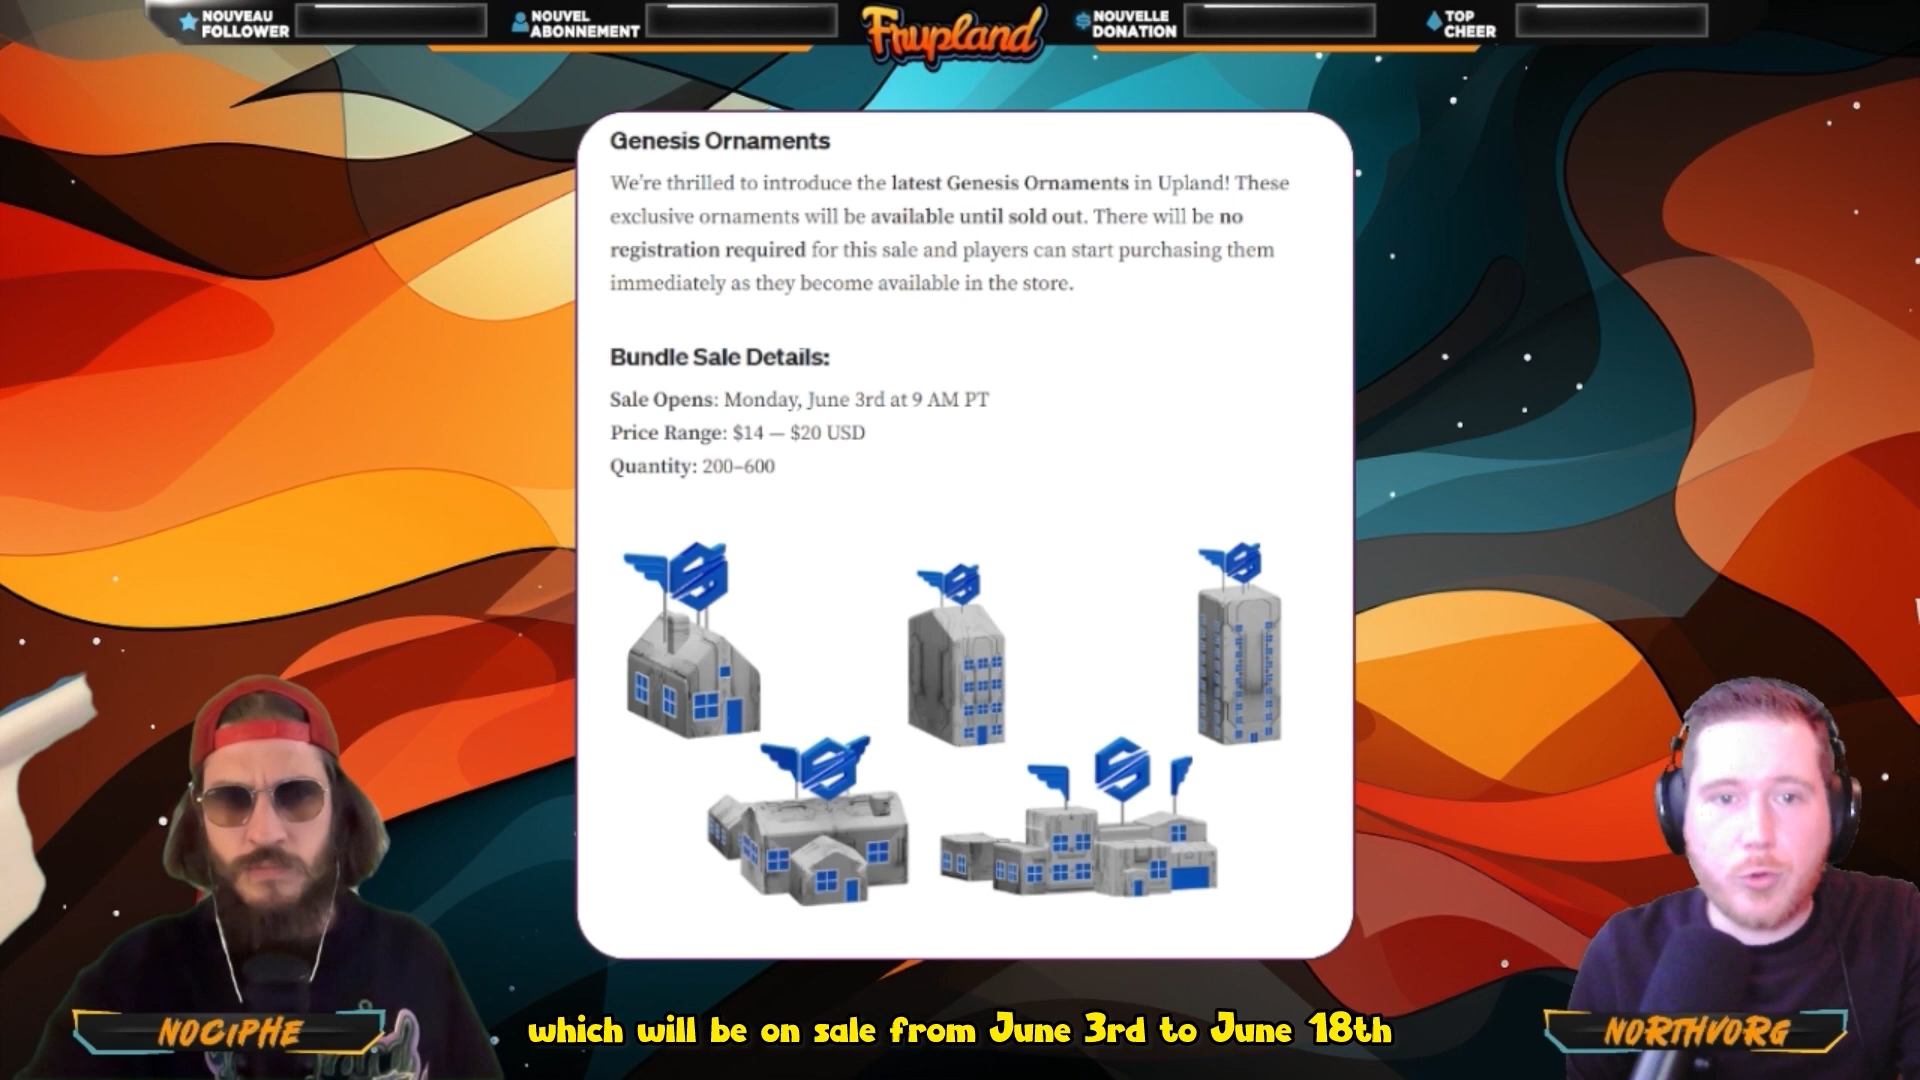 NOUVEAU
FOLLOWER
NOUVEL
ABONNEMENT
Frupland
NOUVELLE
DONATION
TOP
CHEER
Genesis Ornaments
We're thrilled to introduce the latest Genesis Ornaments in Upland! These
exclusive ornaments will be available until sold out. There will be no
registration required for this sale and players can start purchasing them
immediately as they become available in the store.
Bundle Sale Details:
Sale Opens: Monday, June 3rd at 9 AM PT
Price Range: $14 — $20 USD
Quantity: 200–600
NOCIPHE
which will be on sale from June 3rd to June 18th
NORTHVORG